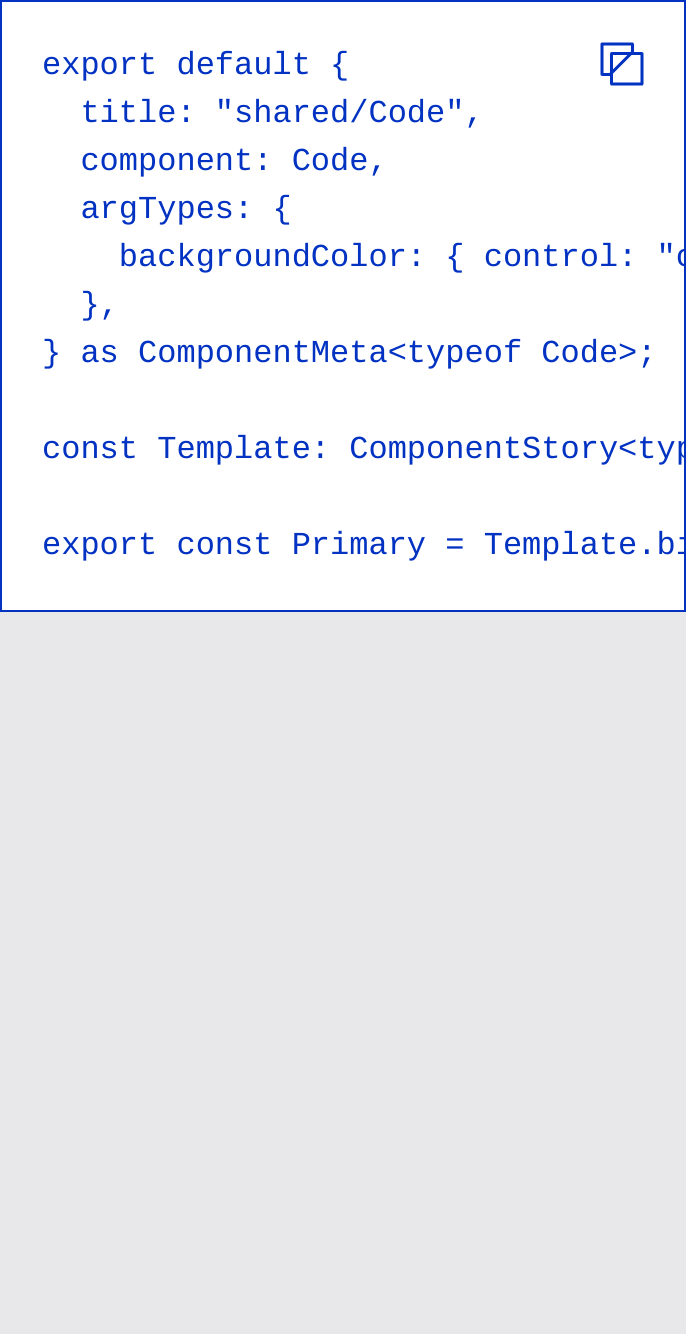 export default {
  title: "shared/Code",
  component: Code,
  argTypes: {
    backgroundColor: { control: "c
  },
} as ComponentMeta<typeof Code>;
const Template: ComponentStory<typ
export const Primary = Template.bi